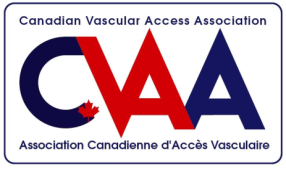 Canadian Vascular Access Association
CVAA
Association Canadienne d'Accès Vasculaire